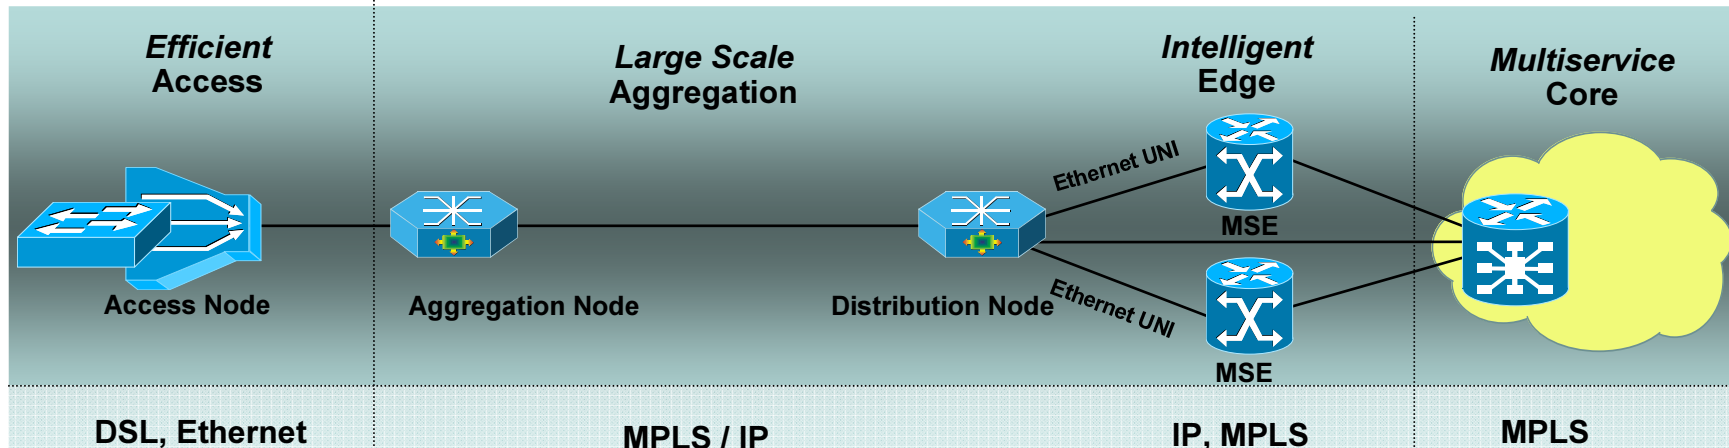 Efficient
Access
Large Scale
Aggregation
Intelligent
Edge
Multiservice
Core
Ethernet UNI
MSE
Access Node
Aggregation Node
Distribution Node
Ethernet UNI
MSE
DSL, Ethernet
MPLS / IP
IP, MPLS
MPLS